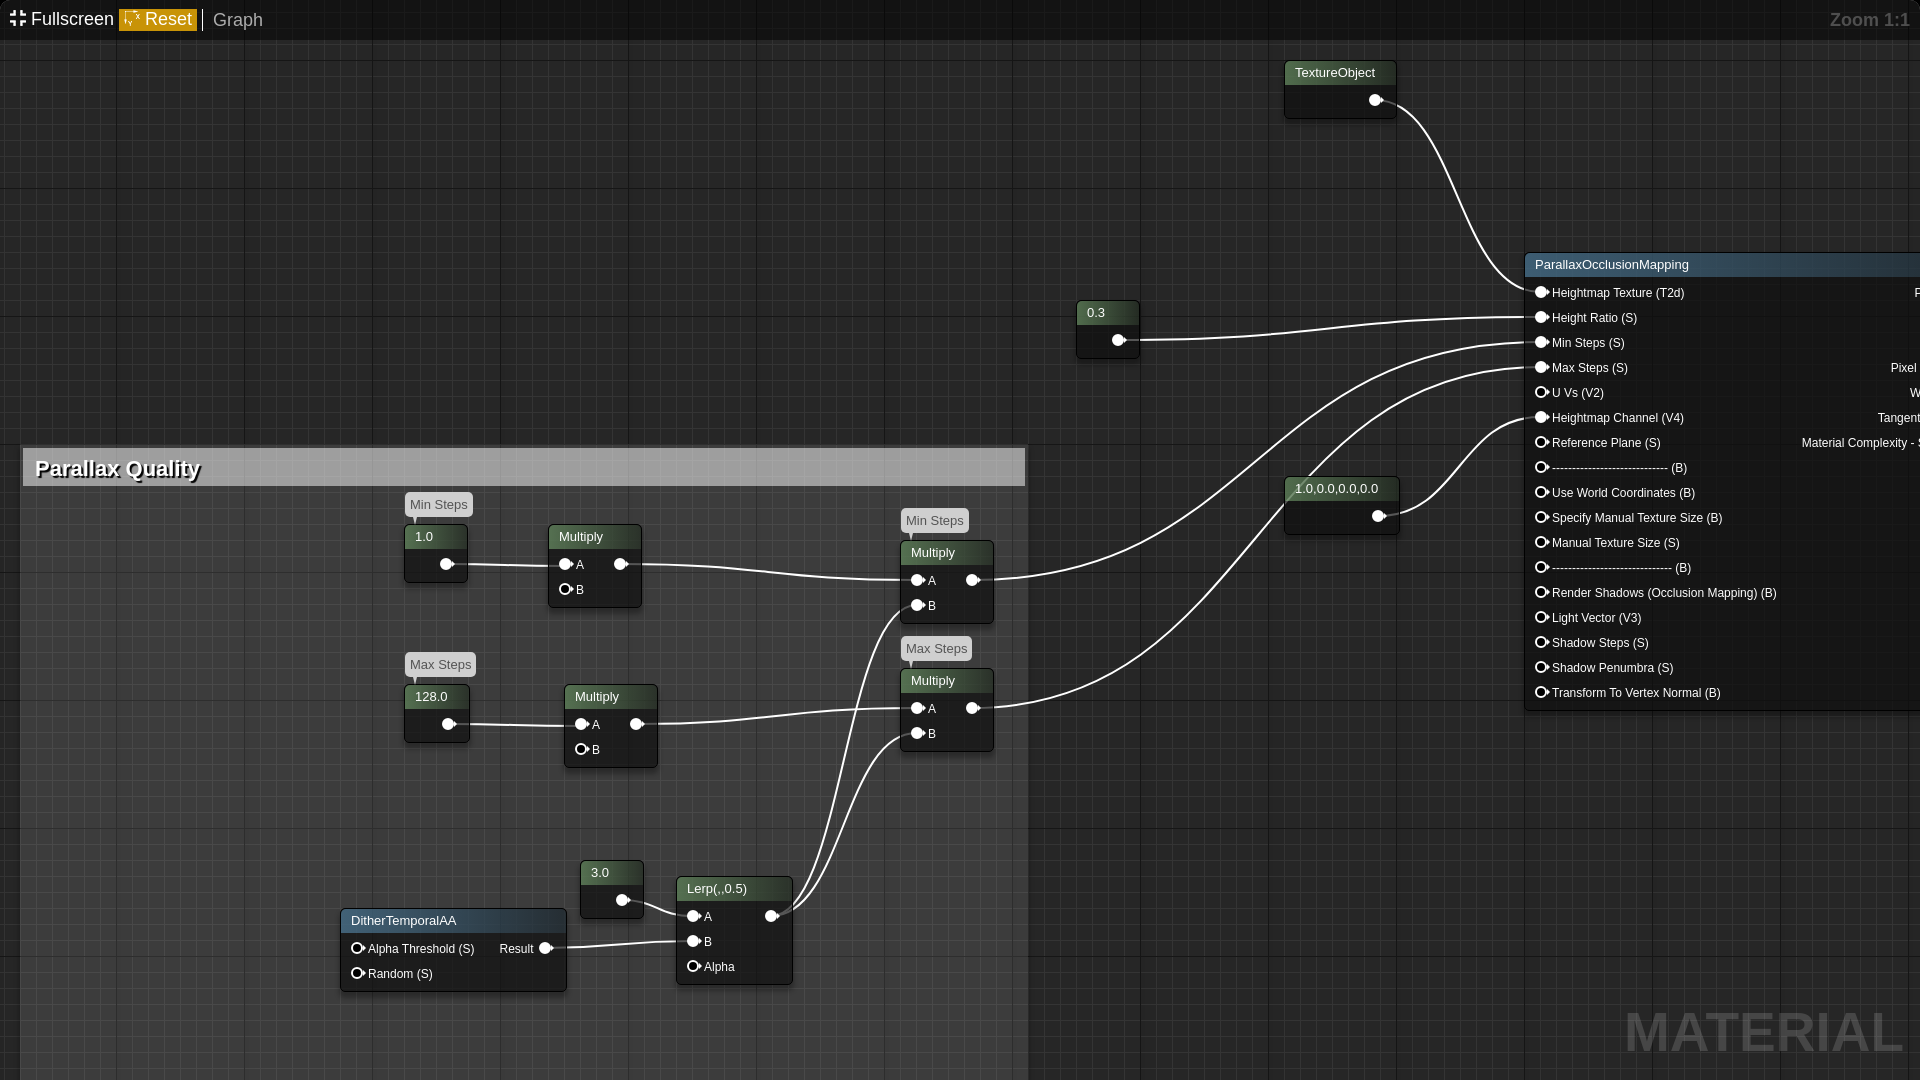 Fullscreen Reset Graph
Zoom 1:1
TextureObject
ParallaxOcclusionMapping
Heightmap Texture (T2d)
Height Ratio (S)
Min Steps (S)
Max Steps (S)
Pixel
U Vs (V2)
Heightmap Channel (V4)
Tangent
Reference Plane (S)
Material Complexity -
---------------------------- (B)
Use World Coordinates (B)
Specify Manual Texture Size (B)
Manual Texture Size (S)
----------------------------- (B)
Render Shadows (Occlusion Mapping) (B)
Light Vector (V3)
Shadow Steps (S)
Shadow Penumbra (S)
Transform To Vertex Normal (B)
0.3
1.0,0.0,0.0,0.0
Parallax Quality
Min Steps
1.0
Multiply
A
B
Min Steps
Multiply
A
B
Max Steps
128.0
Multiply
A
B
Max Steps
Multiply
A
B
3.0
Lerp(,,0.5)
A
B
Alpha
DitherTemporalAA
Alpha Threshold (S) Result
Random (S)
MATERIAL